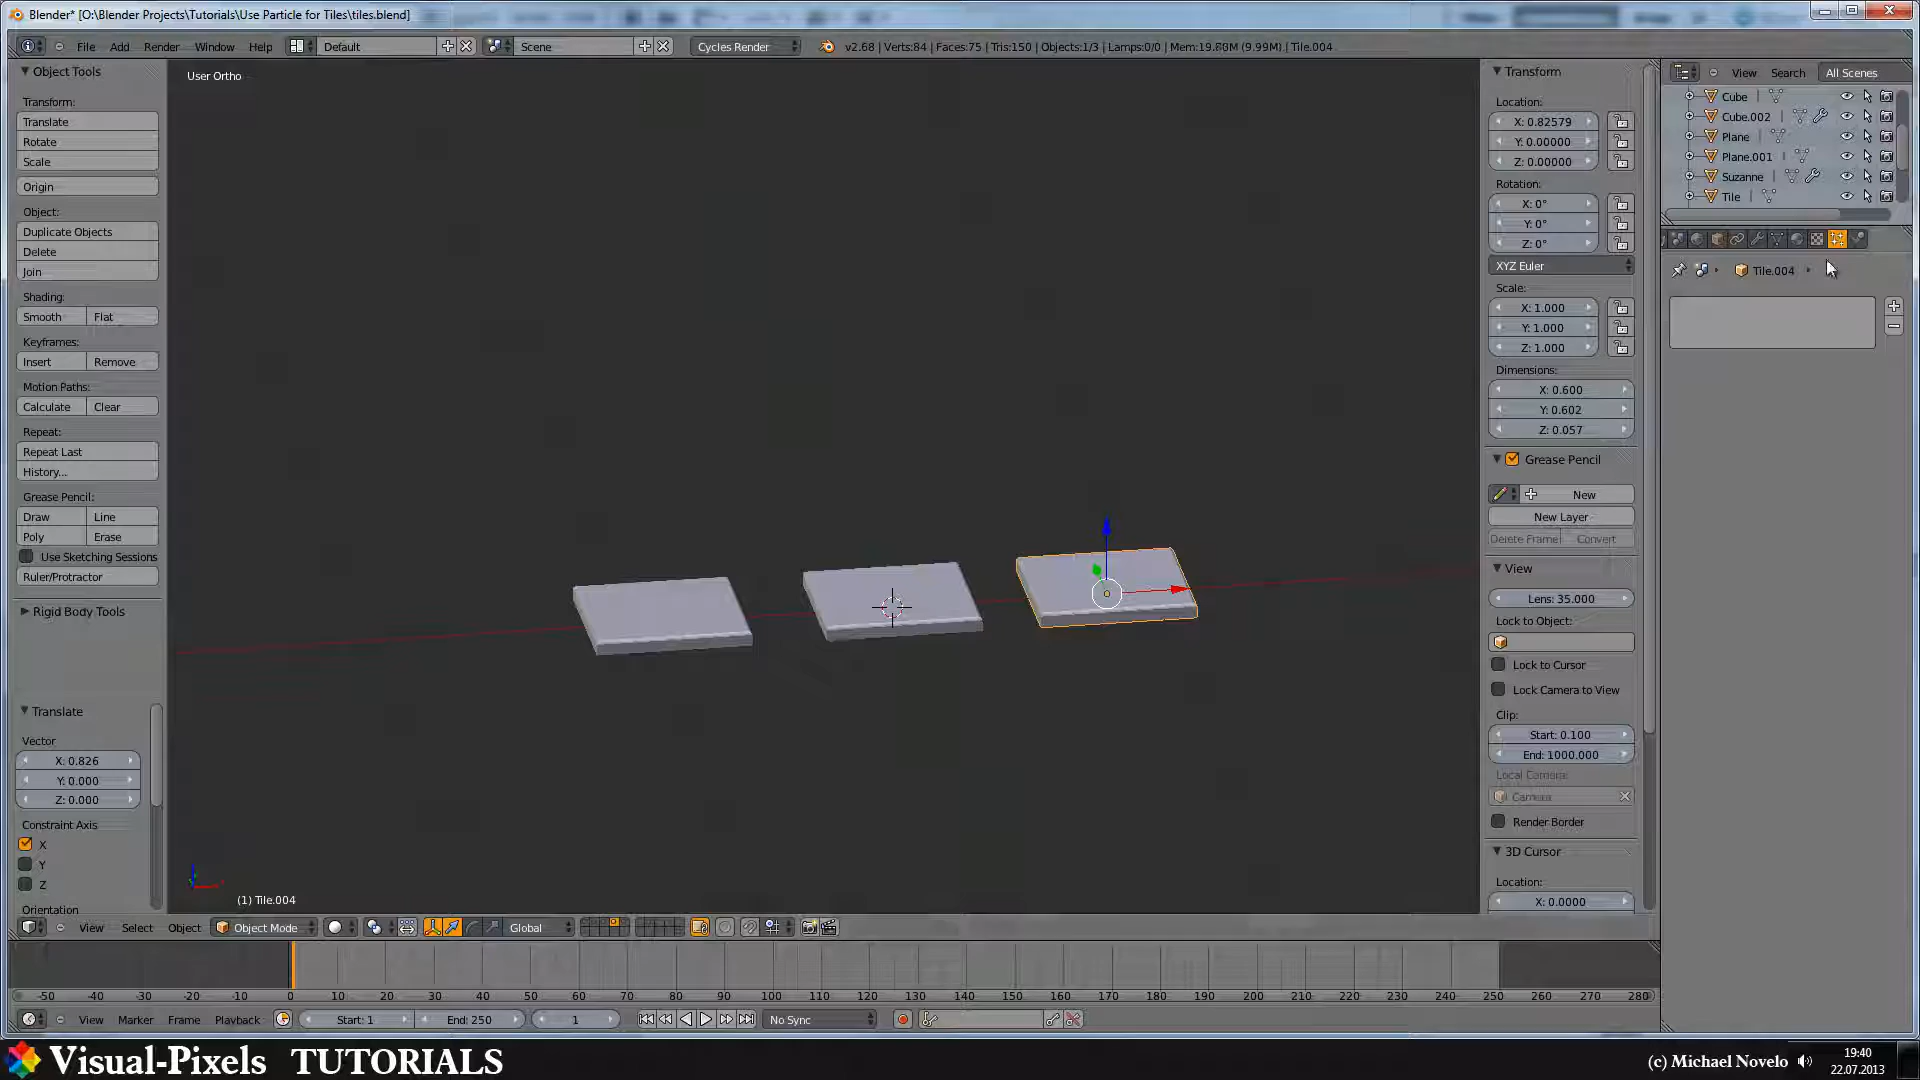 Blender* [O:\Blender Projects\Tutorials\Use Particle for Tiles\tiles.blend]
File Add Render Window Help Default Scene Cycles Render v2.68 | Verts:84 | Faces:75 | Tris:150 | Objects:1/3 | Lamps:0/0 | Mem:19.80M (9.99M) | Tile.004
Object Tools
Transform:
Translate
Rotate
Scale
Origin
Object:
Duplicate Objects
Delete
Join
Shading:
Smooth Flat
Keyframes:
Insert Remove
Motion Paths:
Calculate Clear
Repeat:
Repeat Last
History...
Grease Pencil:
Draw Line
Poly Erase
Use Sketching Sessions
Ruler/Protractor
Rigid Body Tools
Translate
Vector
X: 0.826
Y: 0.000
Z: 0.000
Constraint Axis
X
Y
Z
Orientation
User Ortho
(1) Tile.004
Transform
Location:
X: 0.82579
Y: 0.00000
Z: 0.00000
Rotation:
X: 0°
Y: 0°
Z: 0°
XYZ Euler
Scale:
X: 1.000
Y: 1.000
Z: 1.000
Dimensions:
X: 0.600
Y: 0.602
Z: 0.057
Grease Pencil
New
New Layer
Delete Frame Convert
View
Lens: 35.000
Lock to Object:
Lock to Cursor
Lock Camera to View
Clip:
Start: 0.100
End: 1000.000
Local Camera:
Camera
Render Border
3D Cursor
Location:
X: 0.0000
View Search All Scenes
Cube
Cube.002
Plane
Plane.001
Suzanne
Tile
Tile.004
View Select Object Object Mode Global
-50 -40 -30 -20 -10 0 10 20 30 40 50 60 70 80 90 100 110 120 130 140 150 160 170 180 190 200 210 220 230 240 250 260 270 280
View Marker Frame Playback Start: 1 End: 250 1 No Sync
Visual-Pixels TUTORIALS
(c) Michael Novelo
19:40
22.07.2013